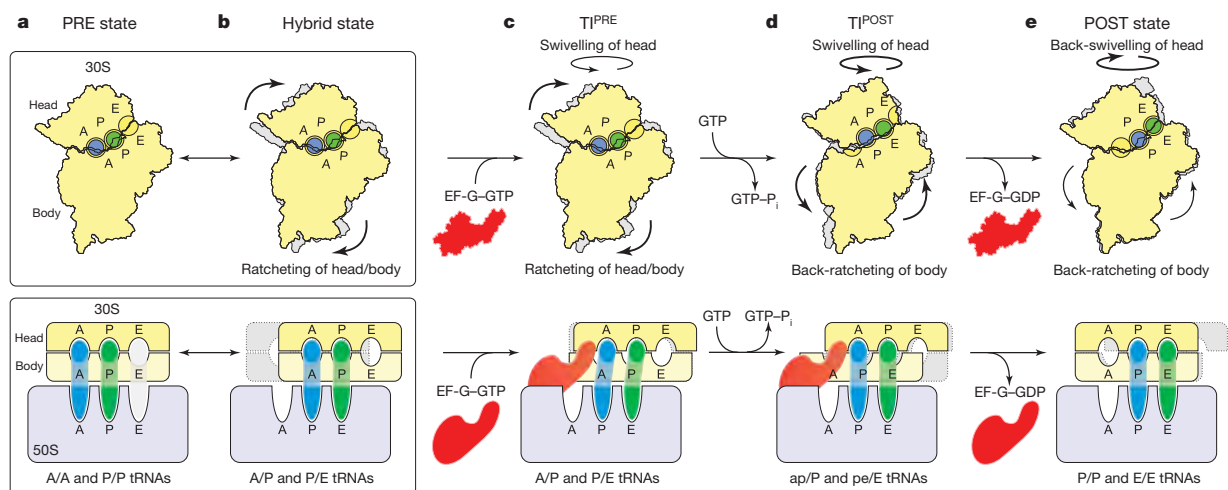 a PRE state b Hybrid state c TI^PRE d TI^POST e POST state
Swivelling of head Swivelling of head Back-swivelling of head
30S
Head
E
P
A
E
P
A
Body
A
P
E
A
P
Ratcheting of head/body
EF-G–GTP
A
P
E
A
P
Ratcheting of head/body
GTP
GTP–Pi
E
P
A
A
P
E
Back-ratcheting of body
EF-G–GDP
E
P
A
A
P
E
Back-ratcheting of body
30S
Head
A P E
Body
A P E
A P E
50S
A/A and P/P tRNAs
A P E
A P E
A P E
A/P and P/E tRNAs
EF-G–GTP
A P E
A P E
A P E
A/P and P/E tRNAs
GTP GTP–Pi
A P E
A P E
A P E
ap/P and pe/E tRNAs
EF-G–GDP
A P E
A P E
A P E
P/P and E/E tRNAs